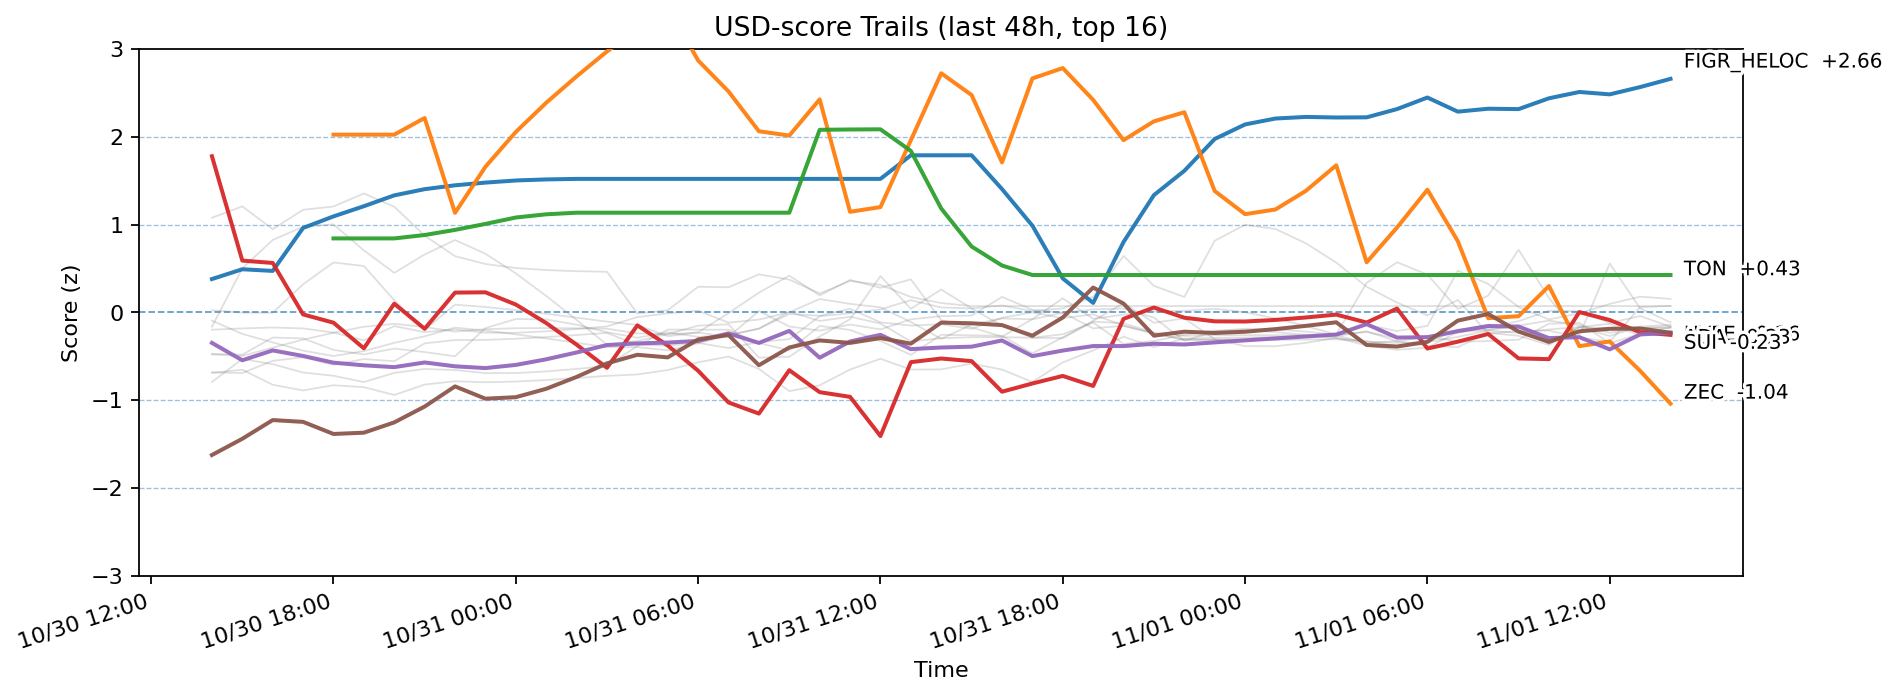 USD-score Trails (last 48h, top 16)
3
2
1
0
−1
−2
−3
Score (z)
FIGR_HELOC +2.66
TON +0.43
SUI -0.23
ZEC -1.04
10/30 12:00
10/30 18:00
10/31 00:00
10/31 06:00
10/31 12:00
10/31 18:00
11/01 00:00
11/01 06:00
11/01 12:00
Time